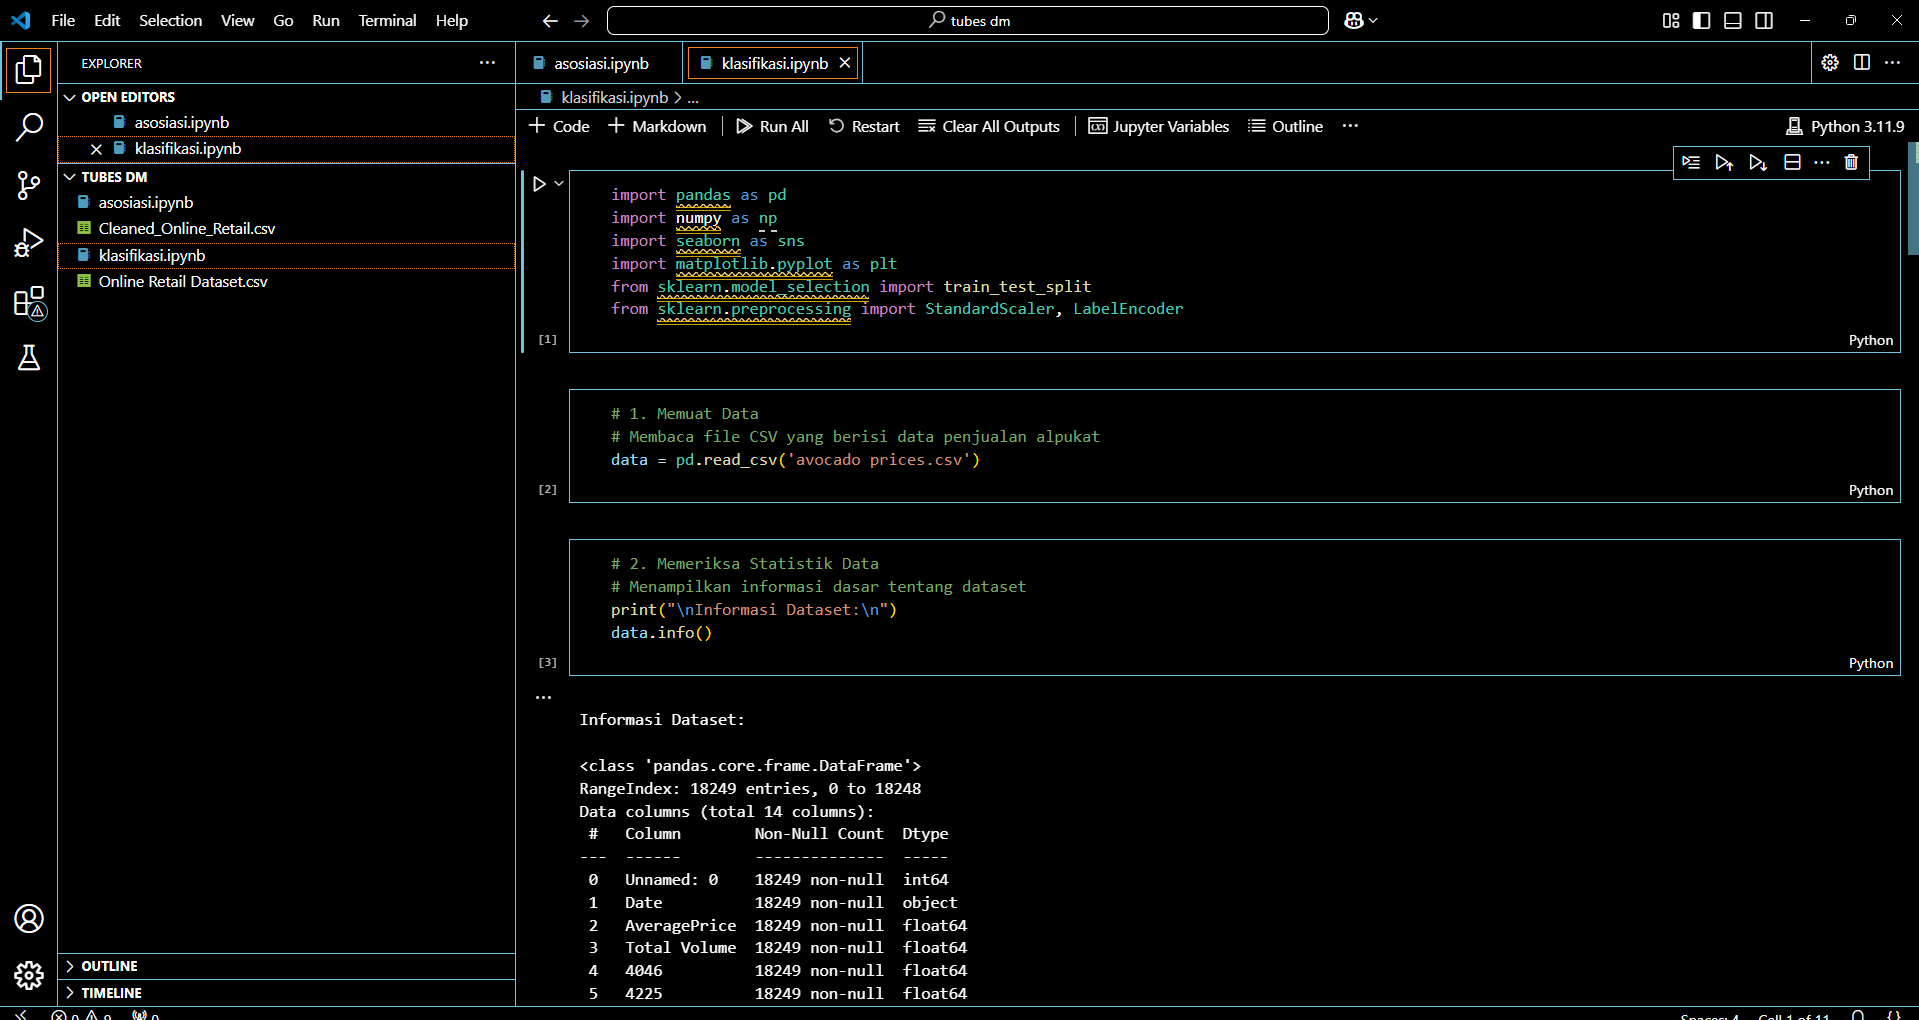 File Edit Selection View Go Run Terminal Help
tubes dm
EXPLORER
OPEN EDITORS
asosiasi.ipynb
klasifikasi.ipynb
TUBES DM
asosiasi.ipynb
Cleaned_Online_Retail.csv
klasifikasi.ipynb
Online Retail Dataset.csv
OUTLINE
TIMELINE
asosiasi.ipynb
klasifikasi.ipynb
klasifikasi.ipynb > ...
Code Markdown Run All Restart Clear All Outputs Jupyter Variables Outline ...
Python 3.11.9
import pandas as pd
import numpy as np
import seaborn as sns
import matplotlib.pyplot as plt
from sklearn.model_selection import train_test_split
from sklearn.preprocessing import StandardScaler, LabelEncoder
[1]
Python
# 1. Memuat Data
# Membaca file CSV yang berisi data penjualan alpukat
data = pd.read_csv('avocado prices.csv')
[2]
Python
# 2. Memeriksa Statistik Data
# Menampilkan informasi dasar tentang dataset
print("\nInformasi Dataset:\n")
data.info()
[3]
Python
...
Informasi Dataset:
<class 'pandas.core.frame.DataFrame'>
RangeIndex: 18249 entries, 0 to 18248
Data columns (total 14 columns):
# Column Non-Null Count Dtype
--- ------ -------------- -----
0 Unnamed: 0 18249 non-null int64
1 Date 18249 non-null object
2 AveragePrice 18249 non-null float64
3 Total Volume 18249 non-null float64
4 4046 18249 non-null float64
5 4225 18249 non-null float64
Spaces: 4 Cell 1 of 11